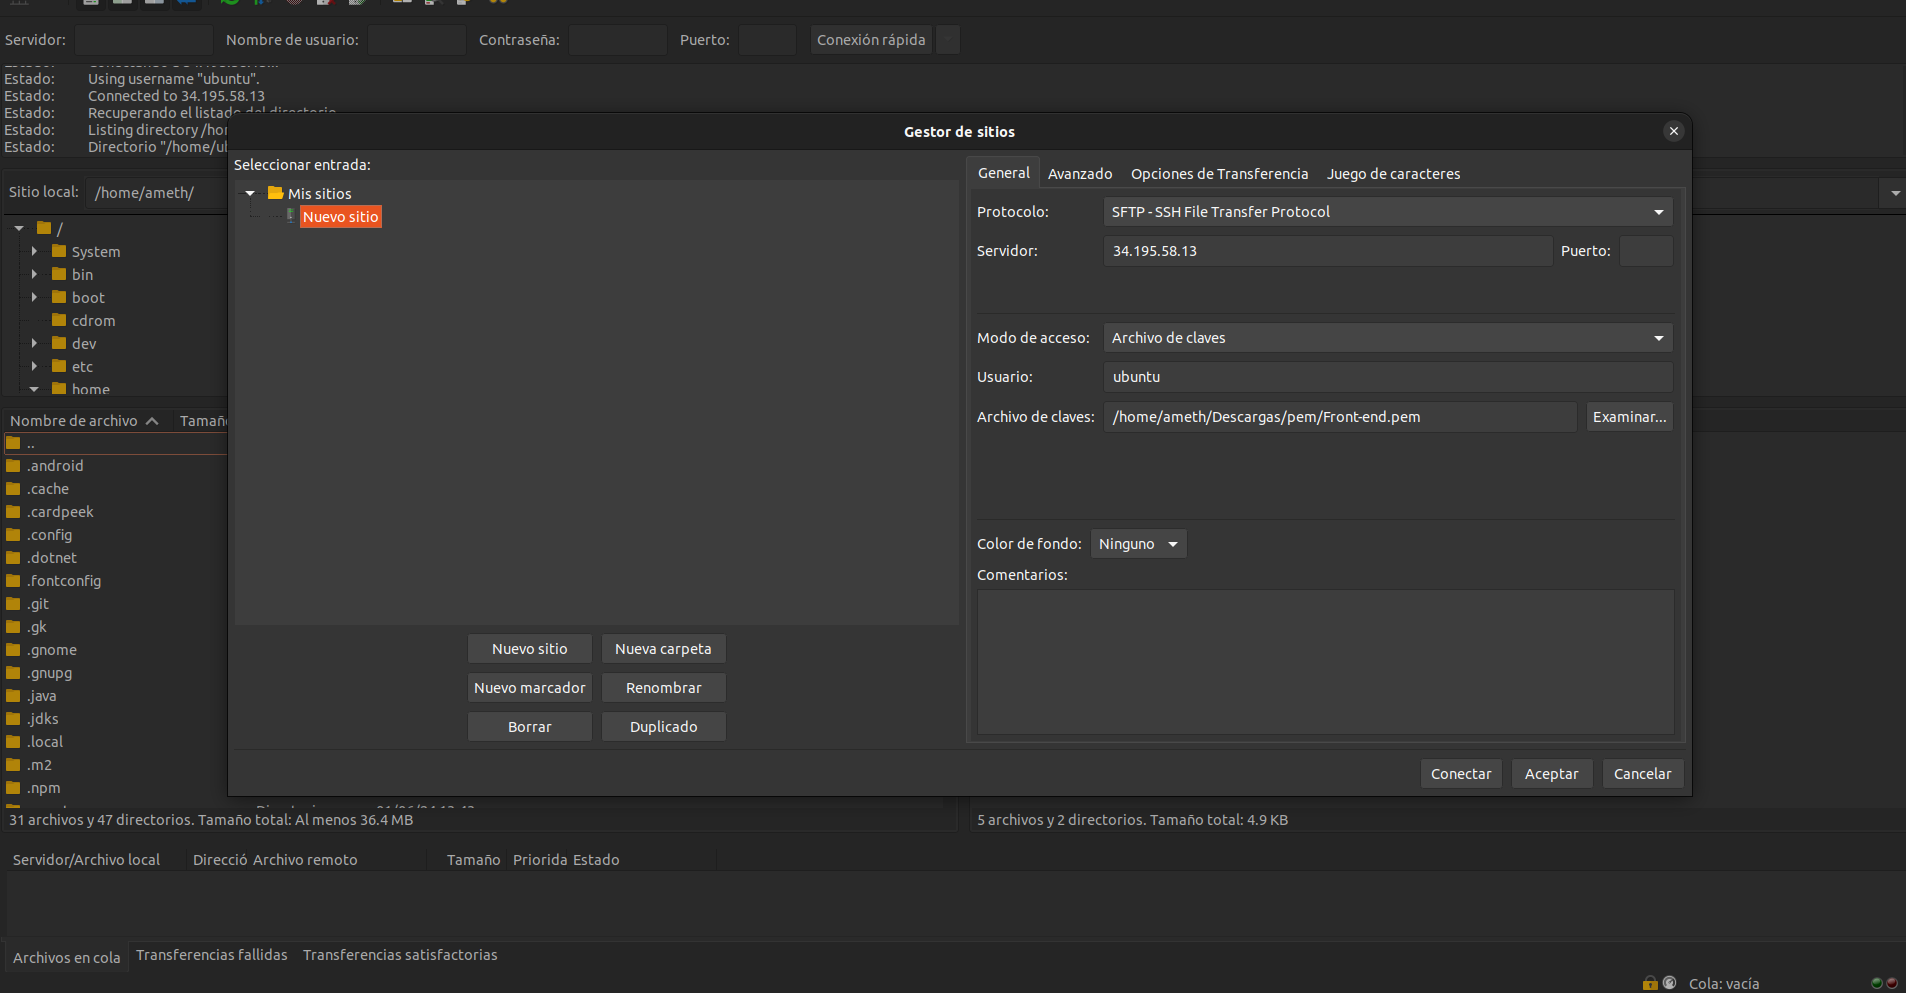 Servidor: Nombre de usuario: Contraseña: Puerto: Conexión rápida
Estado: Using username "ubuntu".
Estado: Connected to 34.195.58.13
Estado: Recuperando el listado del directorio
Estado: Listing directory
Estado: Directorio
Sitio local: /home/ameth/
/
System
bin
boot
cdrom
dev
etc
home
Nombre de archivo
..
.android
.cache
.cardpeek
.config
.dotnet
.fontconfig
.git
.gk
.gnome
.gnupg
.java
.jdks
.local
.m2
.npm
31 archivos y 47 directorios. Tamaño total: Al menos 36.4 MB
Gestor de sitios
Seleccionar entrada:
Mis sitios
Nuevo sitio
Nuevo sitio Nueva carpeta
Nuevo marcador Renombrar
Borrar Duplicado
General Avanzado Opciones de Transferencia Juego de caracteres
Protocolo: SFTP - SSH File Transfer Protocol
Servidor: 34.195.58.13 Puerto:
Modo de acceso: Archivo de claves
Usuario: ubuntu
Archivo de claves: /home/ameth/Descargas/pem/Front-end.pem Examinar...
Color de fondo: Ninguno
Comentarios:
Conectar Aceptar Cancelar
5 archivos y 2 directorios. Tamaño total: 4.9 KB
Servidor/Archivo local Direcció Archivo remoto Tamaño Priorida Estado
Archivos en cola Transferencias fallidas Transferencias satisfactorias
Cola: vacía